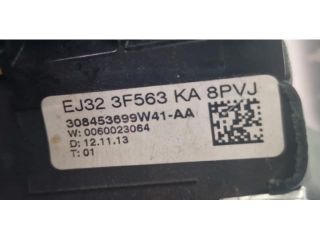 EJ32 3F563 KA 8PVJ
308453699W41-AA
W: 0060023064
D: 12.11.13
T: 01